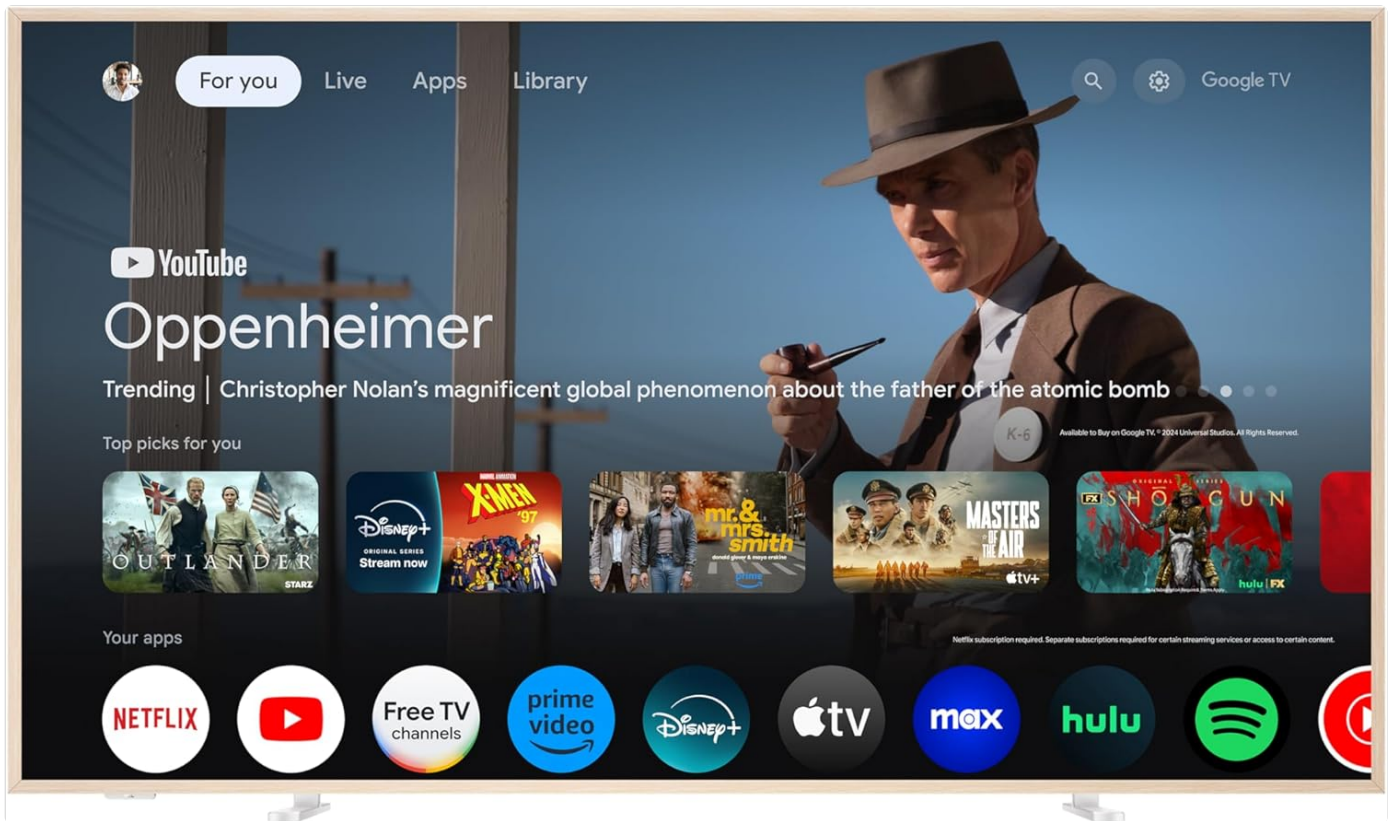 For you
Live
Apps
Library
Google TV
YouTube
Oppenheimer
Trending | Christopher Nolan's magnificent global phenomenon about the father of the atomic bomb
K-6
Available to Buy on Google TV, © 2024 Universal Studios. All Rights Reserved.
Top picks for you
OUTLANDER
STARZ
Disney+
ORIGINAL SERIES
Stream now
MARVEL ANIMATION
X-MEN
'97
mr. &
mrs.
smith
donald glover & maya erskine
prime
MASTERS
OF
THE AIR
tv+
ORIGINAL SERIES
FX
SHŌGUN
hulu | FX
Your apps
Netflix subscription required. Separate subscriptions required for certain streaming services or access to certain content.
NETFLIX
Free TV
channels
prime
video
Disney+
tv
max
hulu